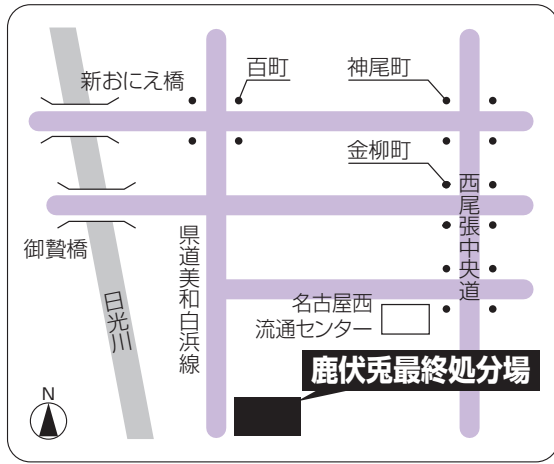 新おにえ橋
百町
神尾町
金柳町
御贄橋
県道美和白浜線
西尾張中央道
日光川
名古屋西
流通センター
鹿伏兎最終処分場
N